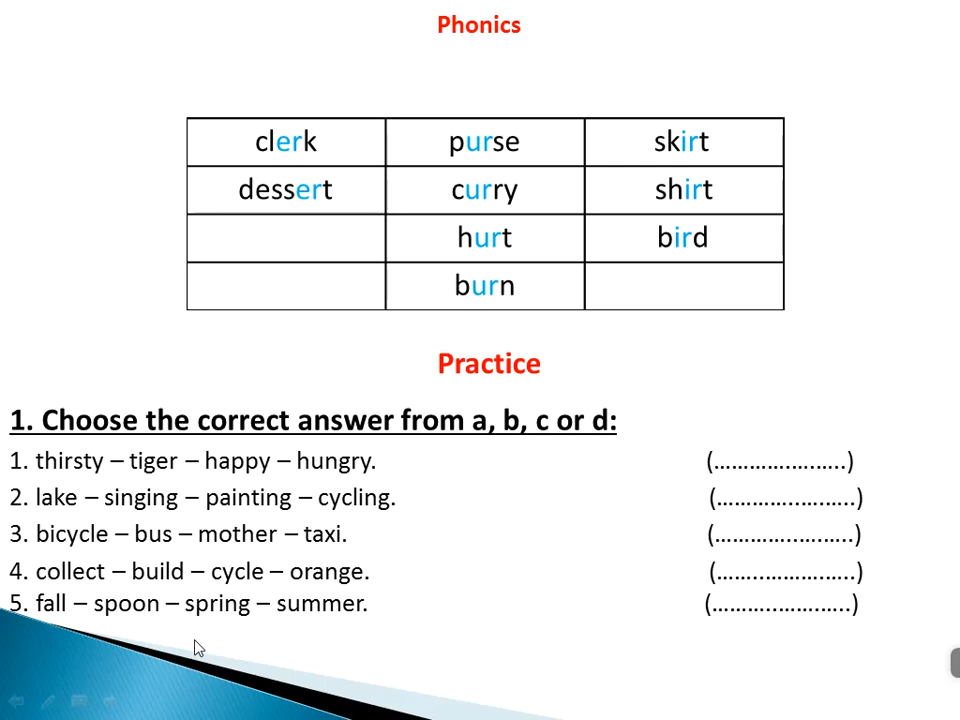 Phonics
clerk purse skirt
dessert curry shirt
hurt bird
burn
Practice
1. Choose the correct answer from a, b, c or d:
1. thirsty – tiger – happy – hungry. (…………..…..…..)
2. lake – singing – painting – cycling. (…………..…..…..)
3. bicycle – bus – mother – taxi. (…………..…..…..)
4. collect – build – cycle – orange. (……..……….…..)
5. fall – spoon – spring – summer. (………..…….…..)